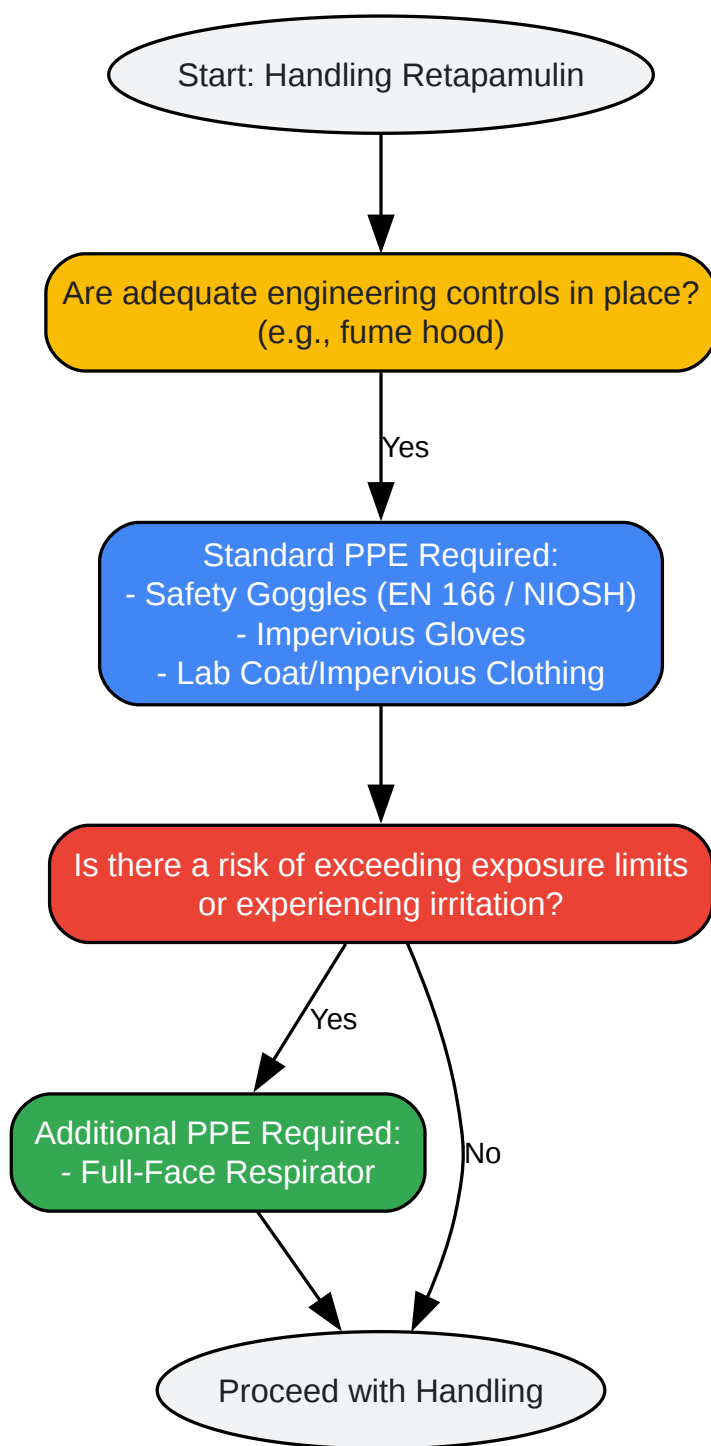 Start: Handling Retapamulin
Are adequate engineering controls in place?
(e.g., fume hood)
Yes
Standard PPE Required:
- Safety Goggles (EN 166 / NIOSH)
- Impervious Gloves
- Lab Coat/Impervious Clothing
Is there a risk of exceeding exposure limits
or experiencing irritation?
Yes
Additional PPE Required:
- Full-Face Respirator
No
Proceed with Handling